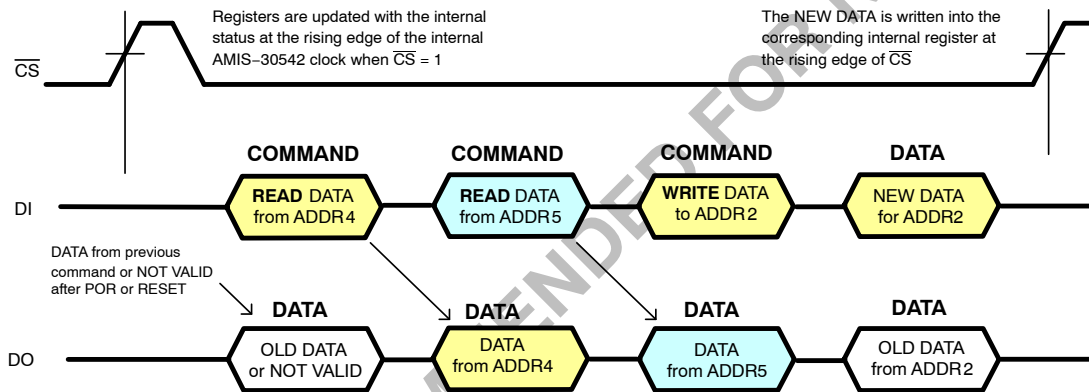 Registers are updated with the internal
status at the rising edge of the internal
AMIS−30542 clock when CS = 1
The NEW DATA is written into the
corresponding internal register at
the rising edge of CS
CS
COMMAND
COMMAND
COMMAND
DATA
DI
READ DATA
from ADDR4
READ DATA
from ADDR5
WRITE DATA
to ADDR2
NEW DATA
for ADDR2
DATA from previous
command or NOT VALID
after POR or RESET
DATA
DATA
DATA
DATA
DO
OLD DATA
or NOT VALID
DATA
from ADDR4
DATA
from ADDR5
OLD DATA
from ADDR2